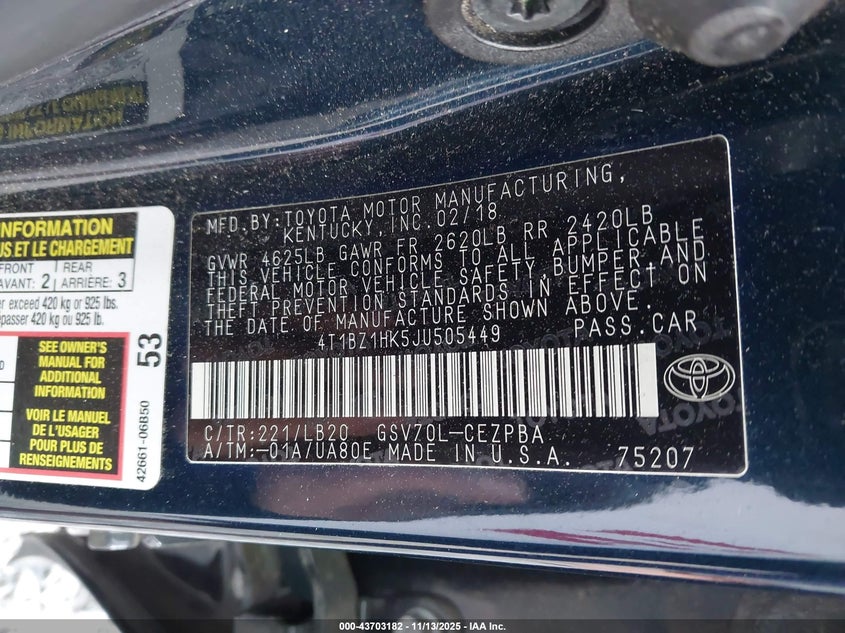 INFORMATION
US ET LE CHARGEMENT
FRONT
AVANT: 2
REAR
ARRIÈRE: 3
er exceed 420 kg or 925 lbs.
épasser 420 kg ou 925 lb.
SEE OWNER'S
MANUAL FOR
ADDITIONAL
INFORMATION
VOIR LE MANUEL
DE L'USAGER
POUR PLUS DE
RENSEIGNEMENTS
53
42661-06B50
MFD.BY:TOYOTA MOTOR MANUFACTURING,
KENTUCKY, INC.02/18
GVWR 4625LB GAWR FR 2620LB RR 2420LB
THIS VEHICLE CONFORMS TO ALL APPLICABLE
FEDERAL MOTOR VEHICLE SAFETY,BUMPER,AND
THEFT PREVENTION STANDARDS IN EFFECT ON
THE DATE OF MANUFACTURE SHOWN ABOVE.
4T1BZ1HK5JU505449 PASS.CAR
C/TR:221/LB20 GSV70L-CEZPBA
A/TM:-01A/UA80E MADE IN U.S.A. 75207
000-43703182 - 11/13/2025 - IAA Inc.